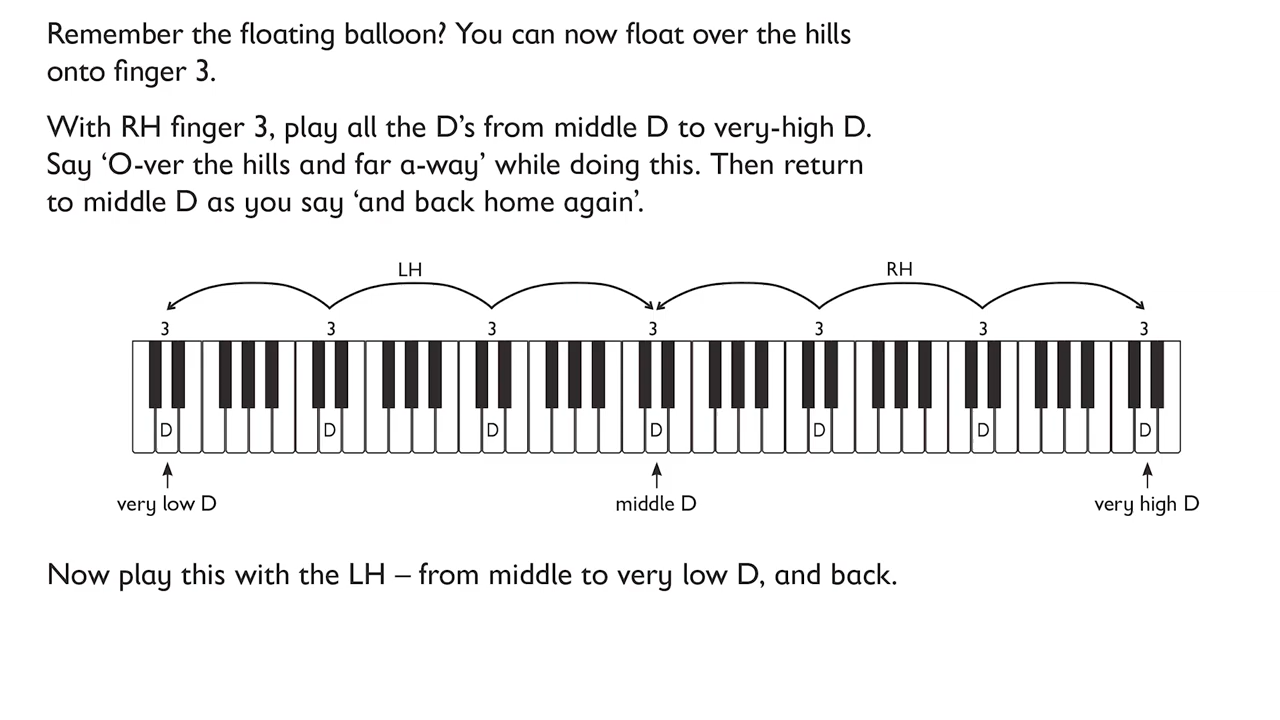 Remember the floating balloon? You can now float over the hills
onto finger 3.
With RH finger 3, play all the D’s from middle D to very-high D.
Say ‘O-ver the hills and far a-way’ while doing this. Then return
to middle D as you say ‘and back home again’.
LH RH
3 3 3 3 3 3 3
D D D D D D D
very low D middle D very high D
Now play this with the LH – from middle to very low D, and back.